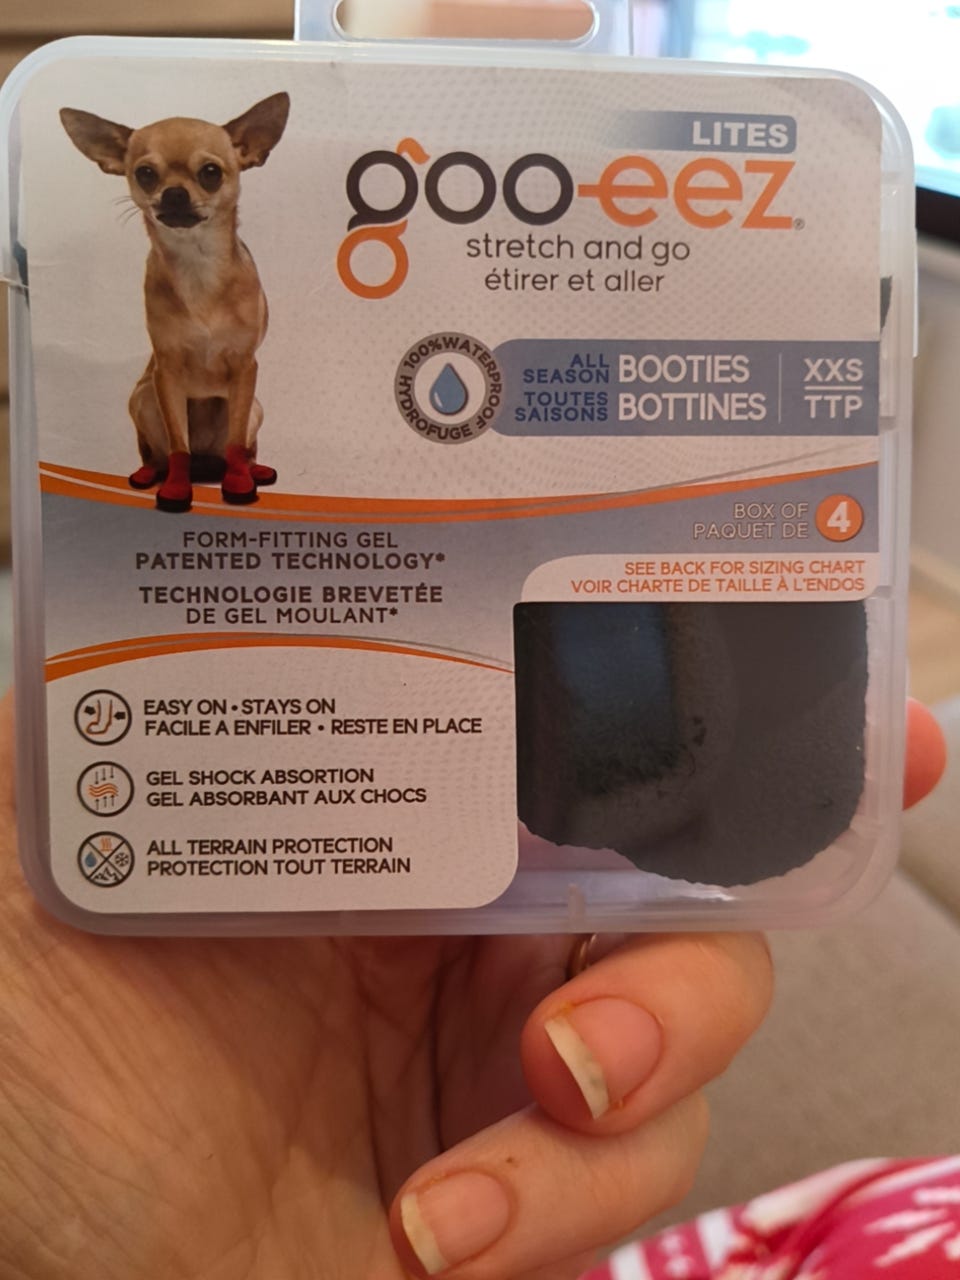 LITES
goo-eez®
stretch and go
étirer et aller
100% WATERPROOF
HYDROFUGE
ALL SEASON BOOTIES
TOUTES SAISONS BOTTINES
XXS
TTP
BOX OF
PAQUET DE 4
SEE BACK FOR SIZING CHART
VOIR CHARTE DE TAILLE À L'ENDOS
FORM-FITTING GEL
PATENTED TECHNOLOGY*
TECHNOLOGIE BREVETÉE
DE GEL MOULANT*
EASY ON • STAYS ON
FACILE A ENFILER • RESTE EN PLACE
GEL SHOCK ABSORTION
GEL ABSORBANT AUX CHOCS
ALL TERRAIN PROTECTION
PROTECTION TOUT TERRAIN